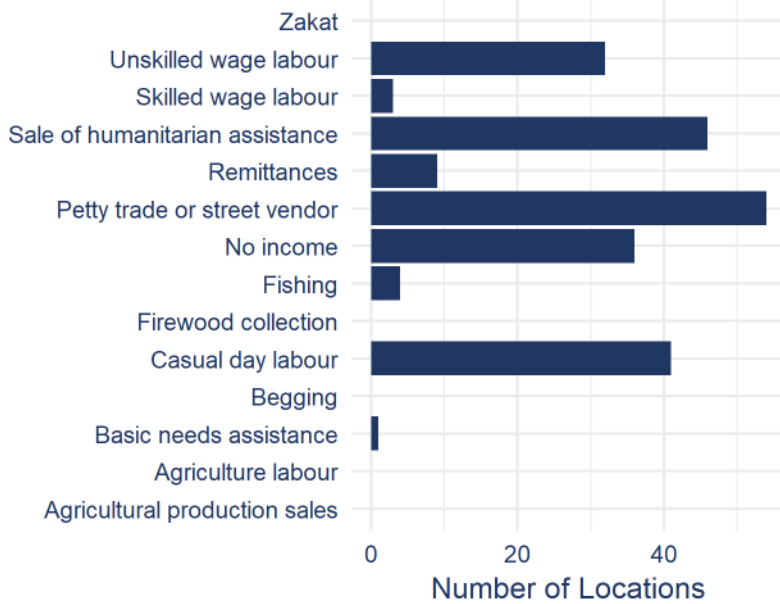 Zakat
Unskilled wage labour
Skilled wage labour
Sale of humanitarian assistance
Remittances
Petty trade or street vendor
No income
Fishing
Firewood collection
Casual day labour
Begging
Basic needs assistance
Agriculture labour
Agricultural production sales
0 20 40
Number of Locations